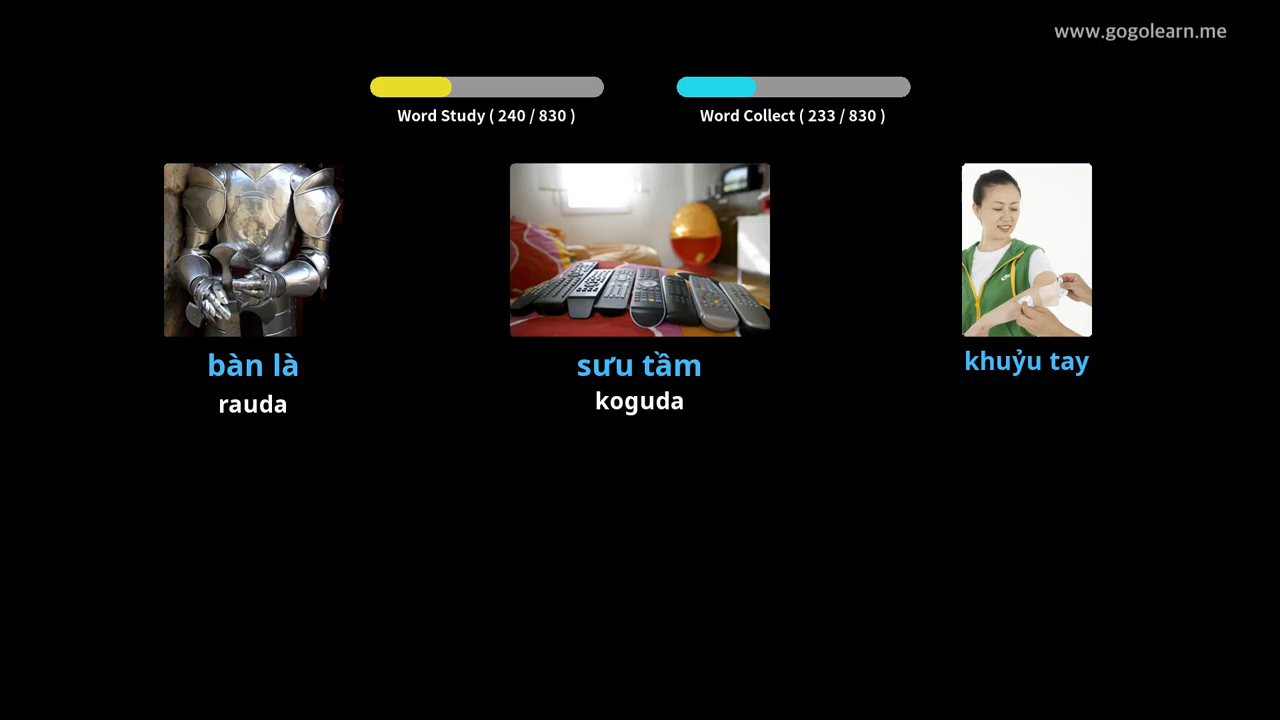 www.gogolearn.me
Word Study ( 240 / 830 )
Word Collect ( 233 / 830 )
bàn là
rauda
sưu tầm
koguda
khuỷu tay